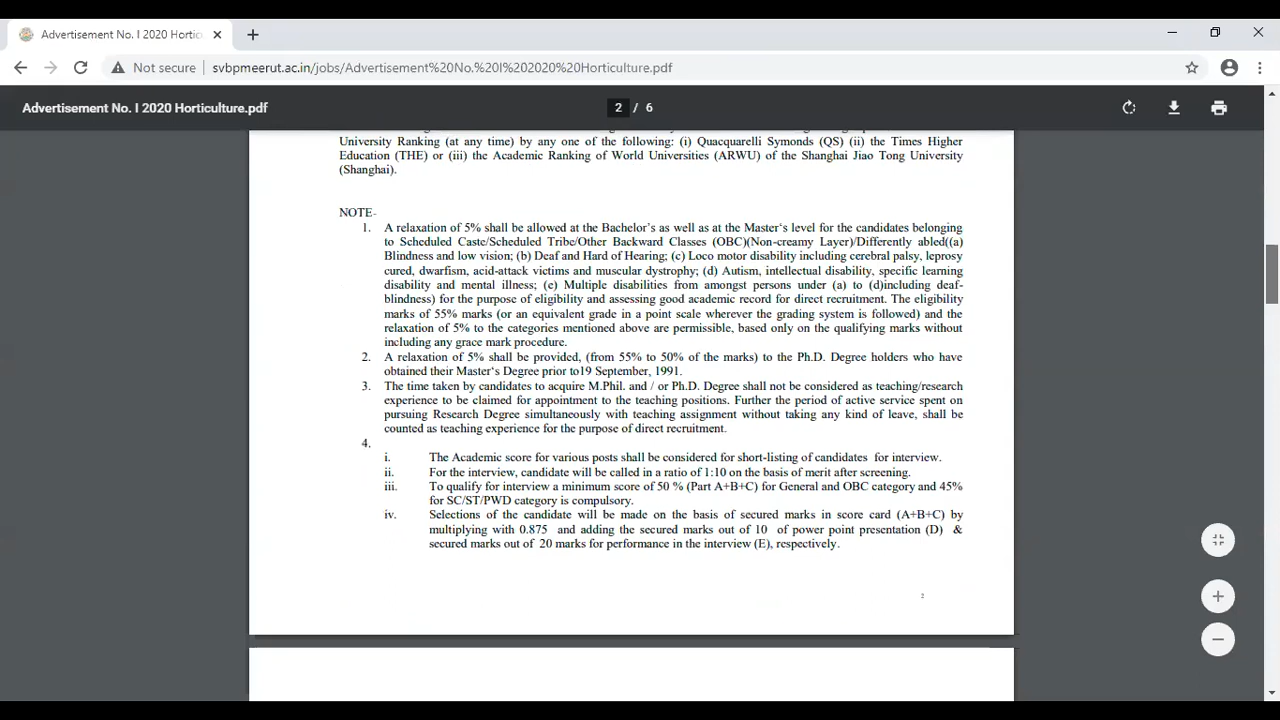 Advertisement No. I 2020 Hortic
Not secure
svbpmeerut.ac.in/jobs/Advertisement%20No.%20I%202020%20Horticulture.pdf
Advertisement No. I 2020 Horticulture.pdf
2 / 6
University Ranking (at any time) by any one of the following: (i) Quacquarelli Symonds (QS) (ii) the Times Higher
Education (THE) or (iii) the Academic Ranking of World Universities (ARWU) of the Shanghai Jiao Tong University
(Shanghai).
NOTE-
1. A relaxation of 5% shall be allowed at the Bachelor's as well as at the Master's level for the candidates belonging
to Scheduled Caste/Scheduled Tribe/Other Backward Classes (OBC)(Non-creamy Layer)/Differently abled((a)
Blindness and low vision; (b) Deaf and Hard of Hearing; (c) Loco motor disability including cerebral palsy, leprosy
cured, dwarfism, acid-attack victims and muscular dystrophy; (d) Autism, intellectual disability, specific learning
disability and mental illness; (e) Multiple disabilities from amongst persons under (a) to (d)including deaf-
blindness) for the purpose of eligibility and assessing good academic record for direct recruitment. The eligibility
marks of 55% marks (or an equivalent grade in a point scale wherever the grading system is followed) and the
relaxation of 5% to the categories mentioned above are permissible, based only on the qualifying marks without
including any grace mark procedure.
2. A relaxation of 5% shall be provided, (from 55% to 50% of the marks) to the Ph.D. Degree holders who have
obtained their Master's Degree prior to19 September, 1991.
3. The time taken by candidates to acquire M.Phil. and / or Ph.D. Degree shall not be considered as teaching/research
experience to be claimed for appointment to the teaching positions. Further the period of active service spent on
pursuing Research Degree simultaneously with teaching assignment without taking any kind of leave, shall be
counted as teaching experience for the purpose of direct recruitment.
4.
i. The Academic score for various posts shall be considered for short-listing of candidates for interview.
ii. For the interview, candidate will be called in a ratio of 1:10 on the basis of merit after screening.
iii. To qualify for interview a minimum score of 50 % (Part A+B+C) for General and OBC category and 45%
for SC/ST/PWD category is compulsory.
iv. Selections of the candidate will be made on the basis of secured marks in score card (A+B+C) by
multiplying with 0.875 and adding the secured marks out of 10 of power point presentation (D) &
secured marks out of 20 marks for performance in the interview (E), respectively.